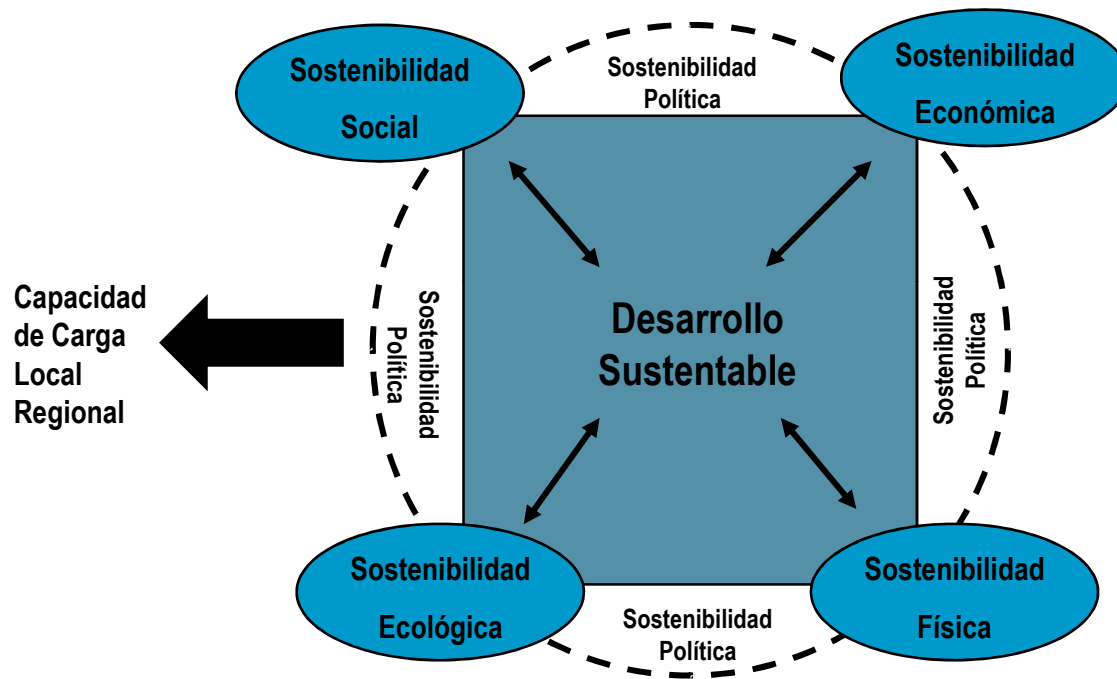 Sostenibilidad
Social
Sostenibilidad
Política
Sostenibilidad
Económica
Capacidad
de Carga
Local
Regional
Sostenibilidad
Política
Desarrollo
Sustentable
Sostenibilidad
Política
Sostenibilidad
Ecológica
Sostenibilidad
Política
Sostenibilidad
Física